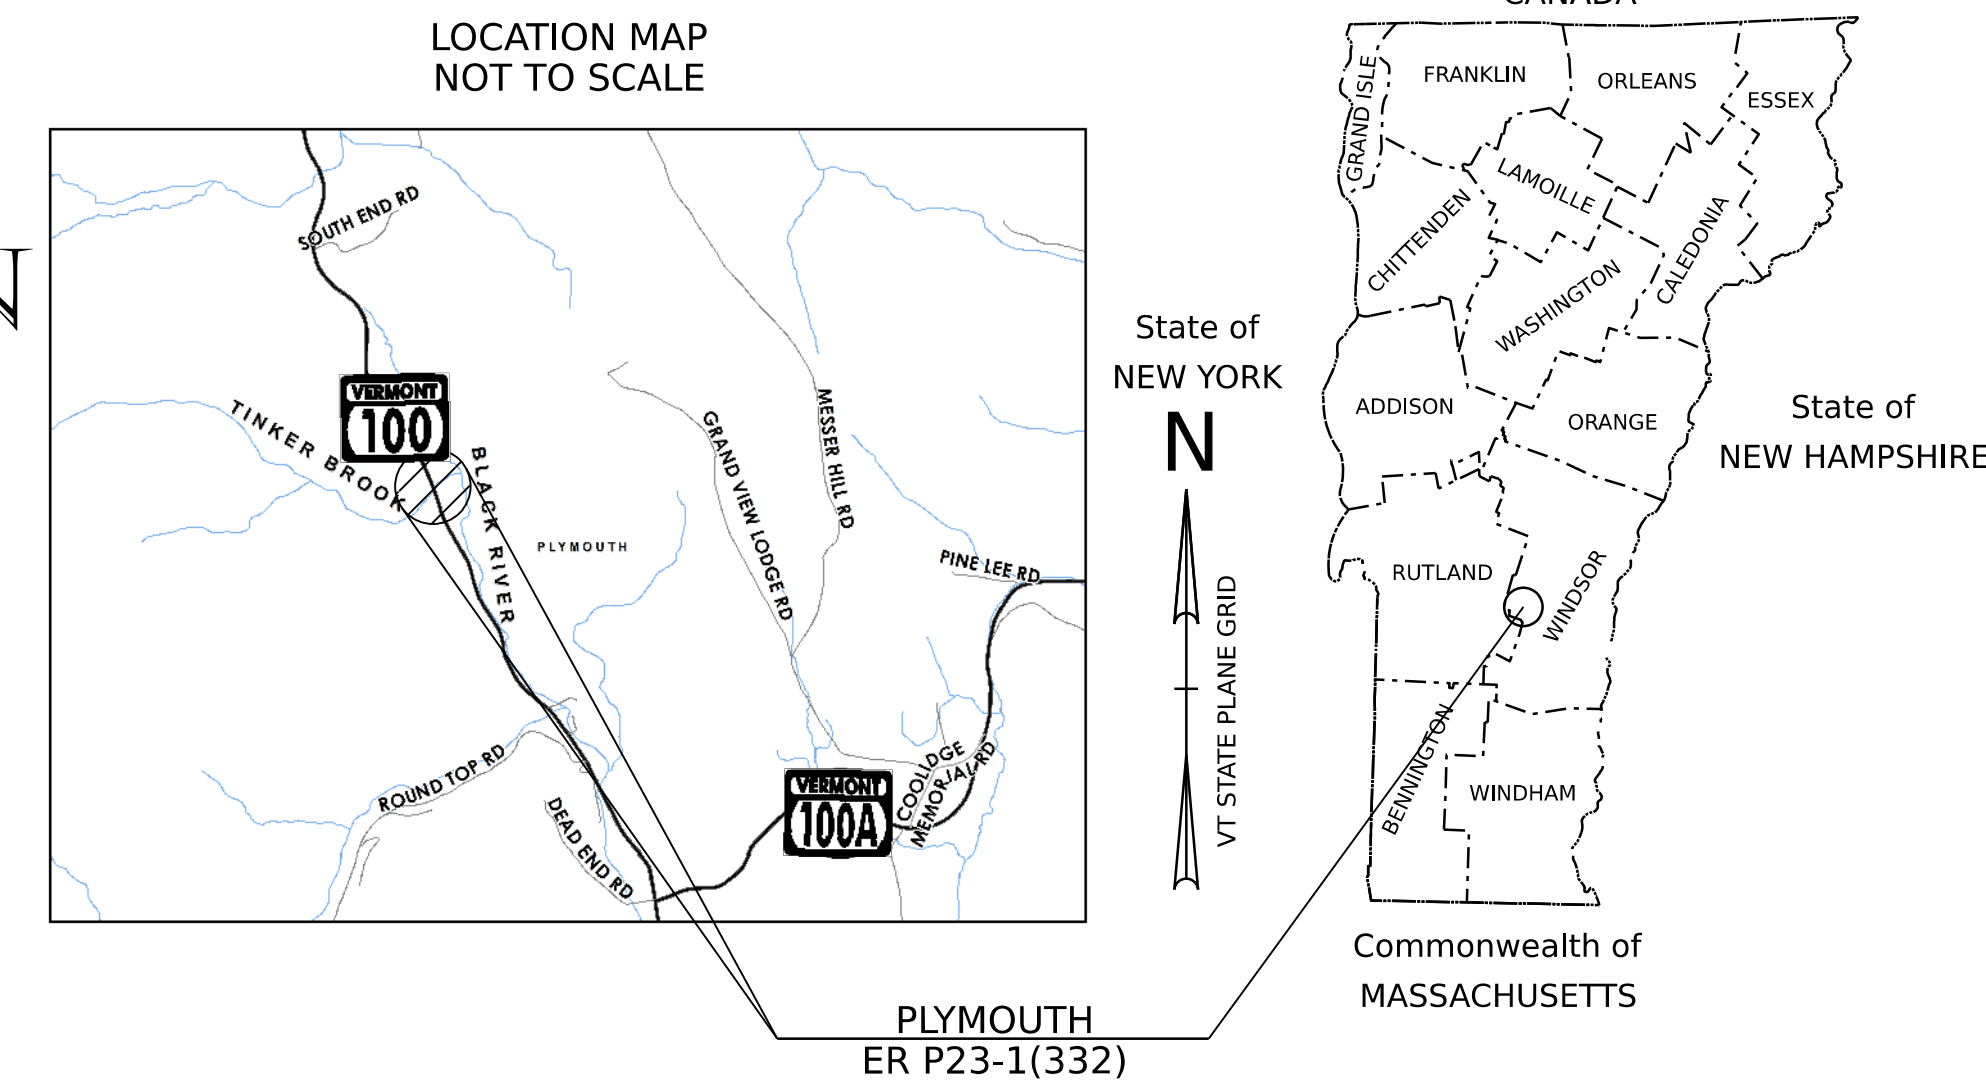 LOCATION MAP
NOT TO SCALE
SOUTH END RD
VERMONT
100
TINKER BROOK
BLACK RIVER
PLYMOUTH
GRAND VIEW LODGE RD
MESSER HILL RD
PINE LEE RD
ROUND TOP RD
DEAD END RD
VERMONT
100A
COOLIDGE
MEMORIAL RD
PLYMOUTH
ER P23-1(332)
CANADA
GRAND ISLE
FRANKLIN
ORLEANS
ESSEX
LAMOILLE
CHITTENDEN
CALEDONIA
WASHINGTON
State of
NEW YORK
ADDISON
ORANGE
State of
NEW HAMPSHIRE
N
VT STATE PLANE GRID
RUTLAND
WINDSOR
BENNINGTON
WINDHAM
Commonwealth of
MASSACHUSETTS